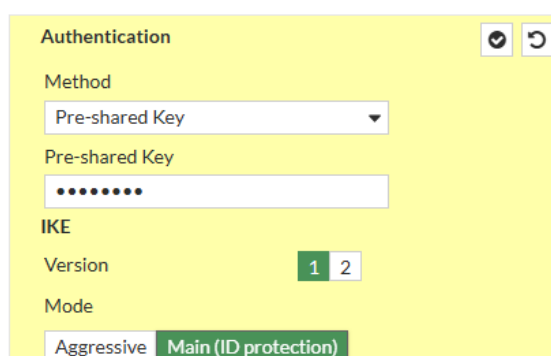 Authentication
Method
Pre-shared Key
Pre-shared Key
••••••••
IKE
Version 1 2
Mode
Aggressive Main (ID protection)